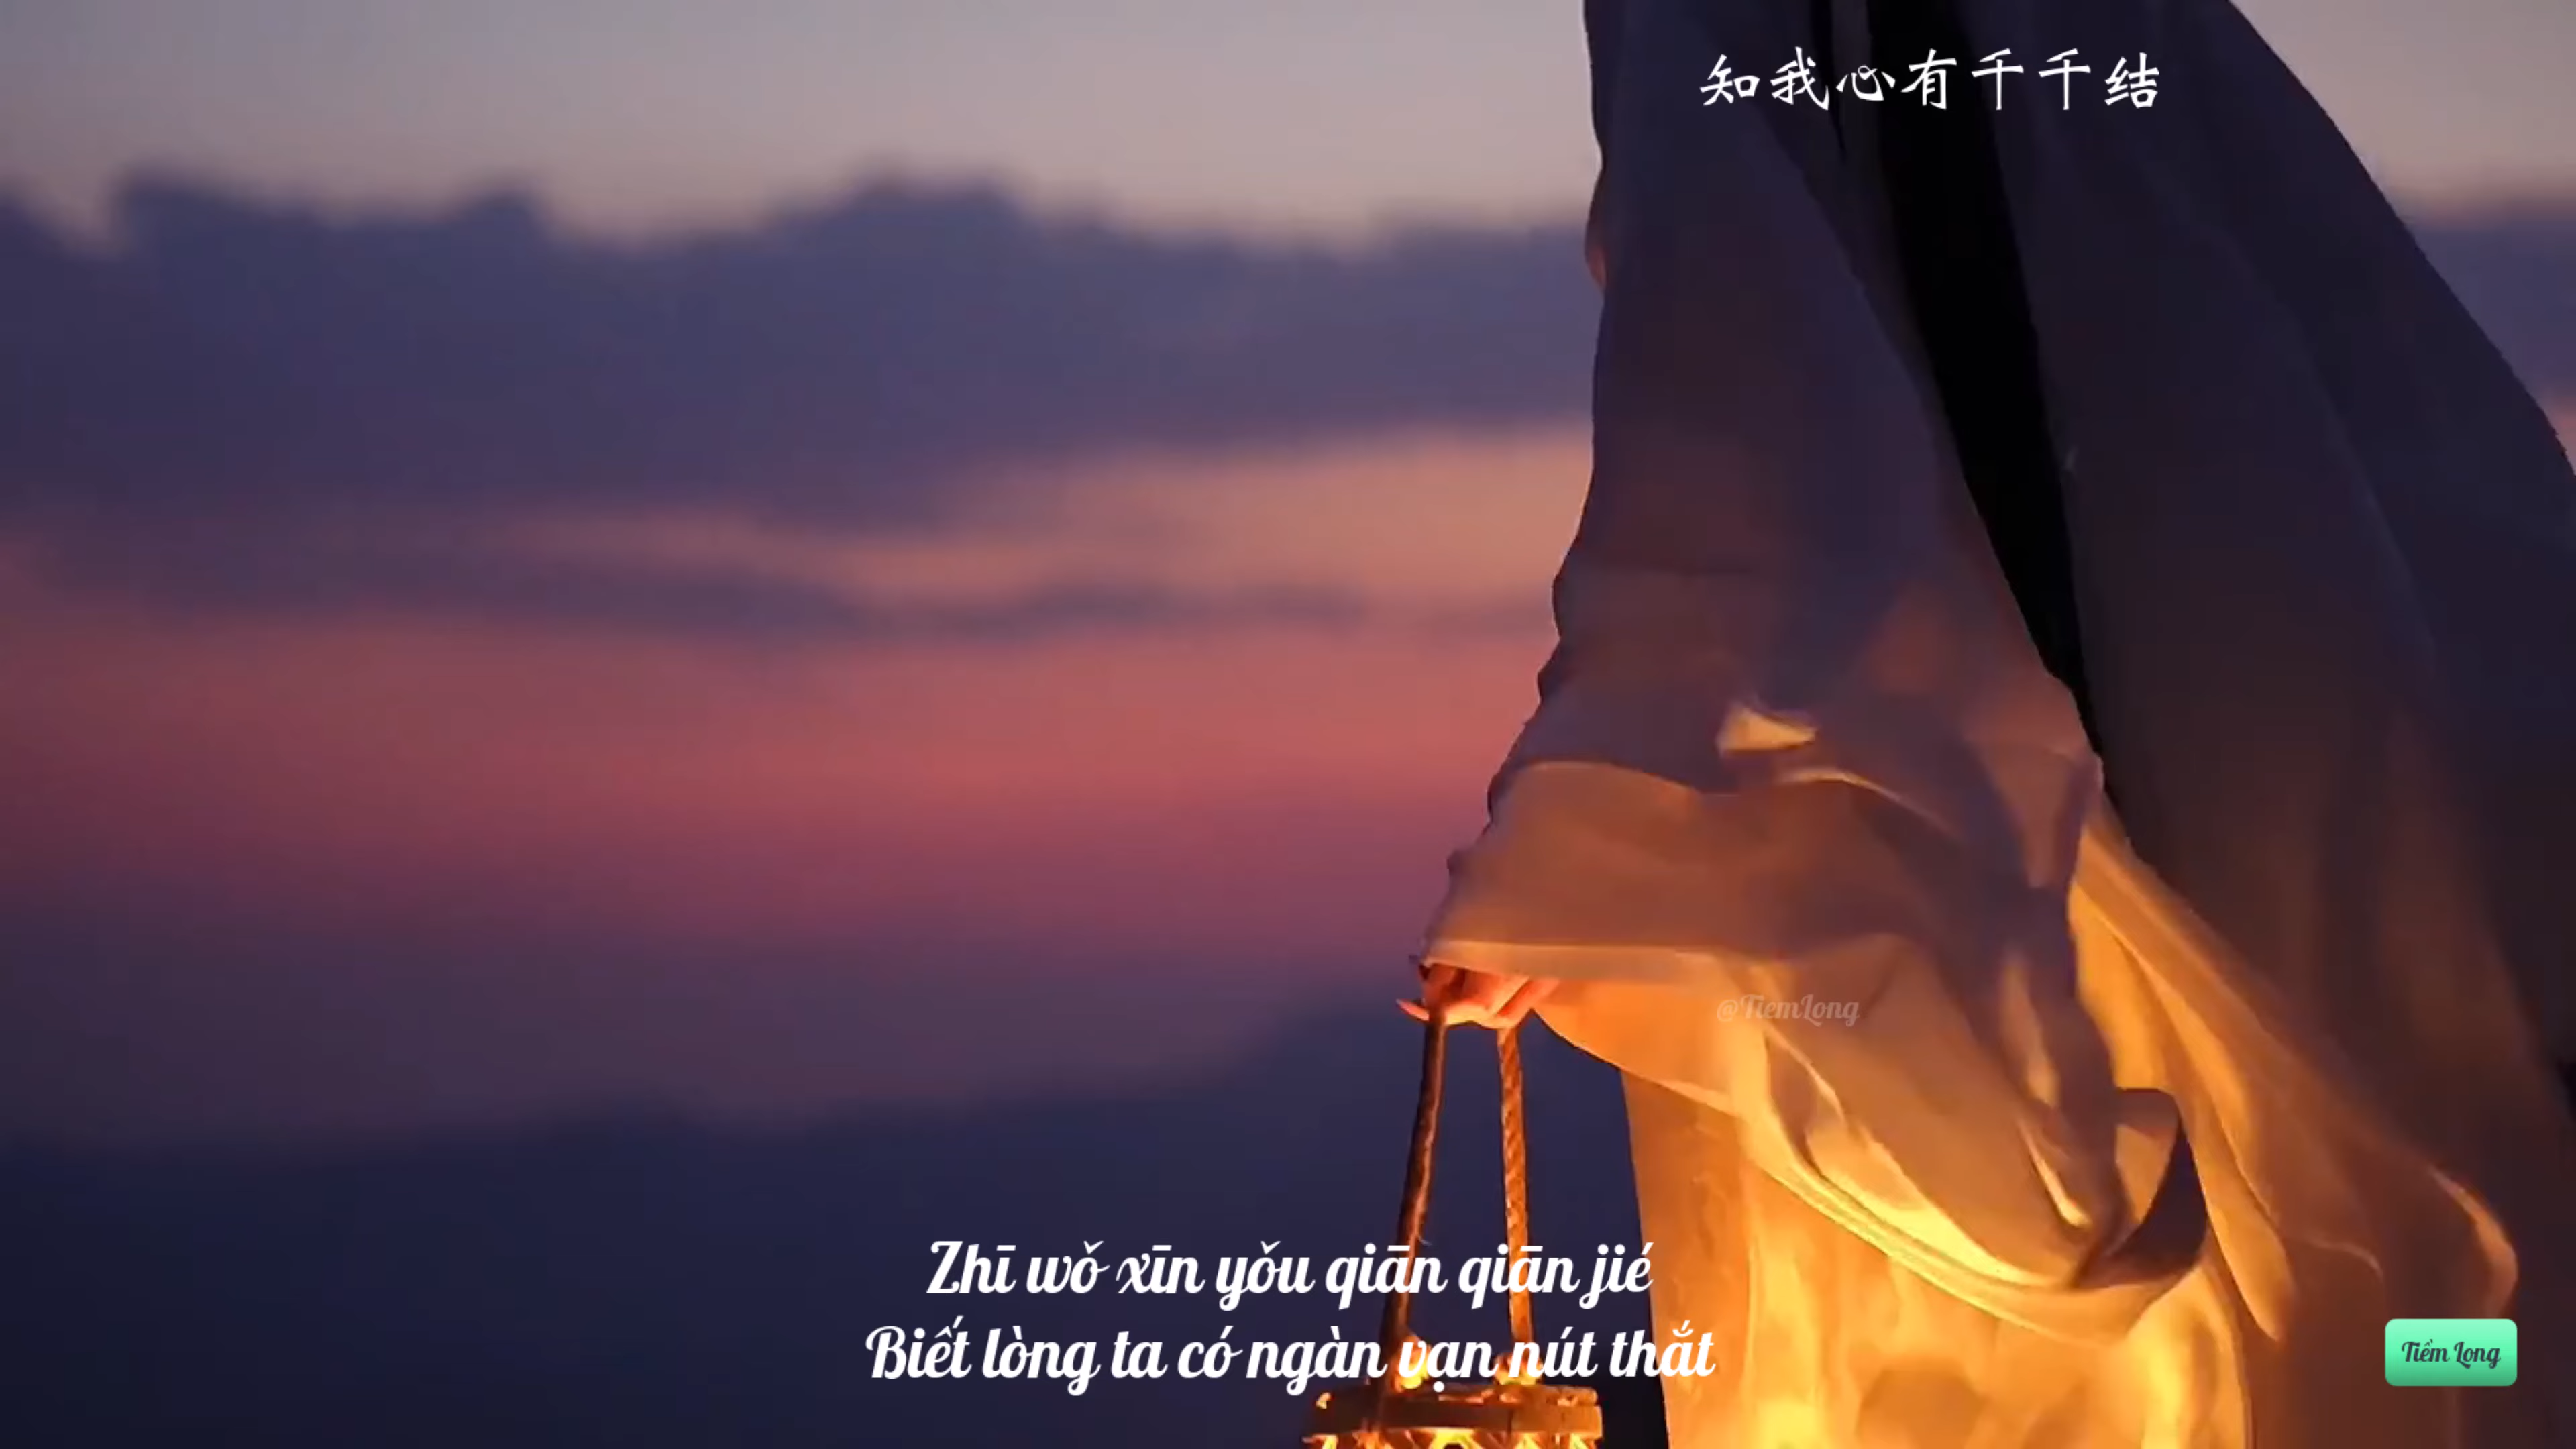 知我心有千千结
@TiemLong
Zhī wǒ xīn yǒu qiān qiān jié
Biết lòng ta có ngàn vạn nút thắt
Tiềm Long